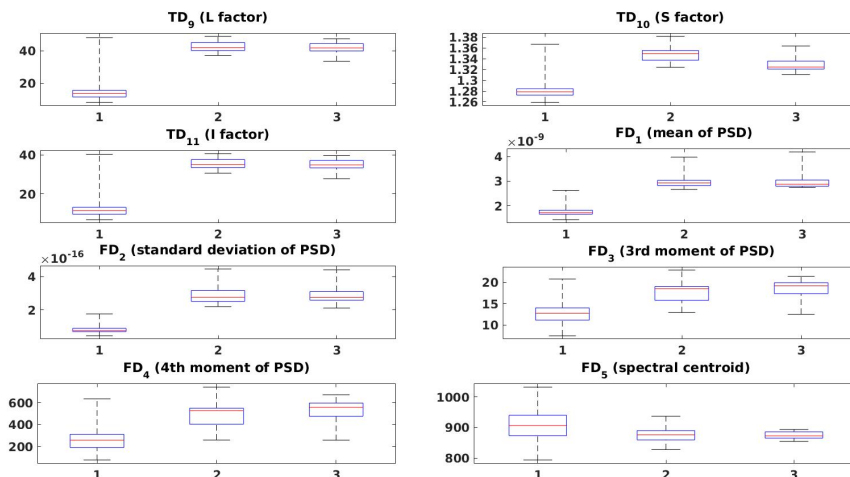 TD9 (L factor)
40
20
1 2 3
TD10 (S factor)
1.38
1.36
1.34
1.32
1.3
1.28
1.26
1 2 3
TD11 (I factor)
40
20
1 2 3
FD1 (mean of PSD)
×10-9
4
3
2
1 2 3
FD2 (standard deviation of PSD)
×10-16
4
2
1 2 3
FD3 (3rd moment of PSD)
20
15
10
1 2 3
FD4 (4th moment of PSD)
600
400
200
1 2 3
FD5 (spectral centroid)
1000
900
800
1 2 3